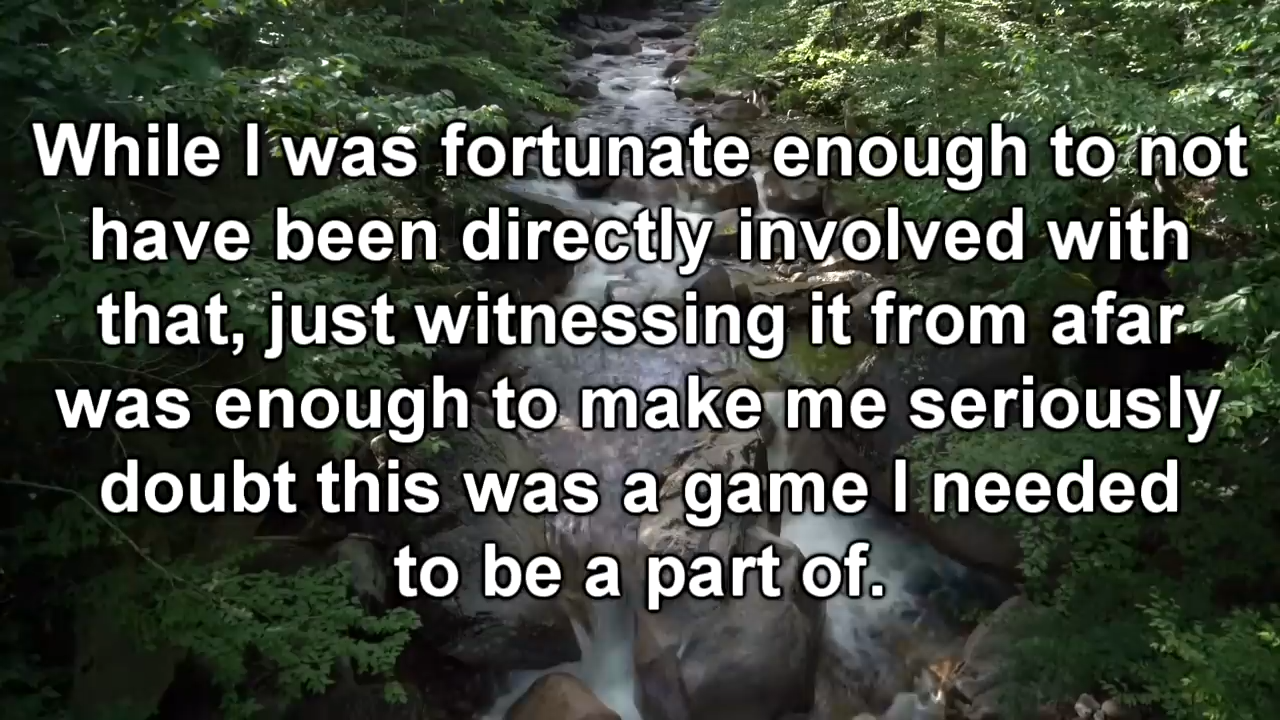 While I was fortunate enough to not
have been directly involved with
that, just witnessing it from afar
was enough to make me seriously
doubt this was a game I needed
to be a part of.